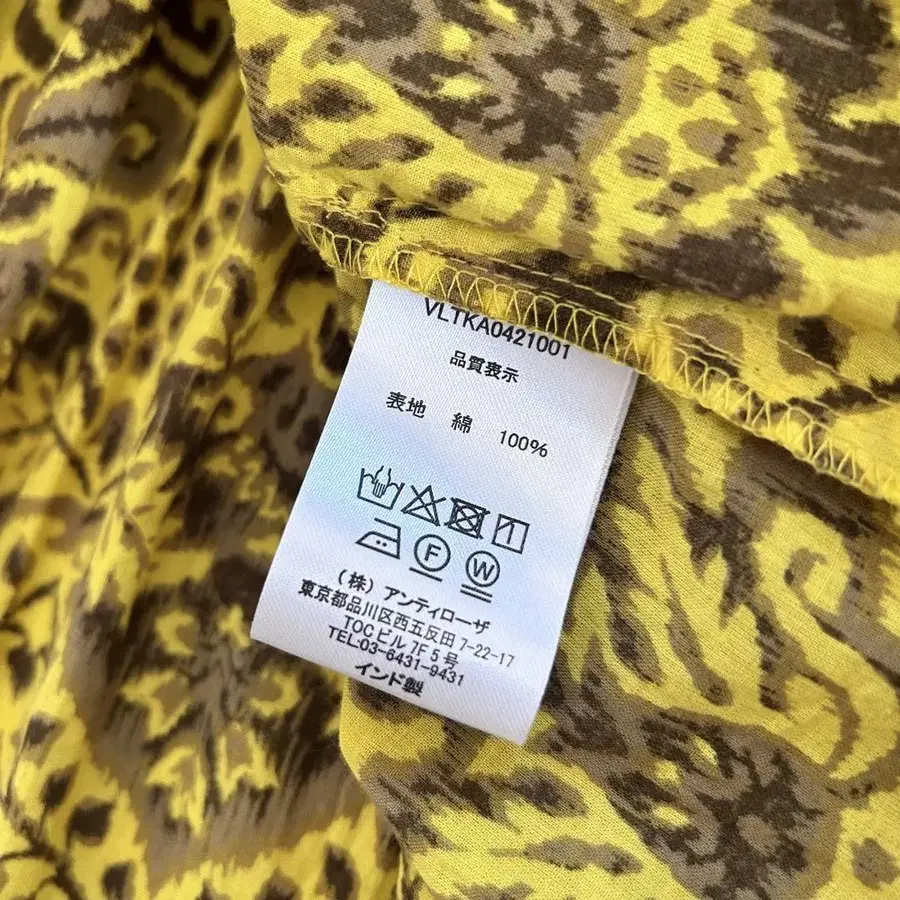 VLTKA0421001
品質表示
表地 綿 100%
F W
(株) アンティローザ
東京都品川区西五反田 7-22-17
TOCビル 7F 5号
TEL:03-6431-9431
インド製